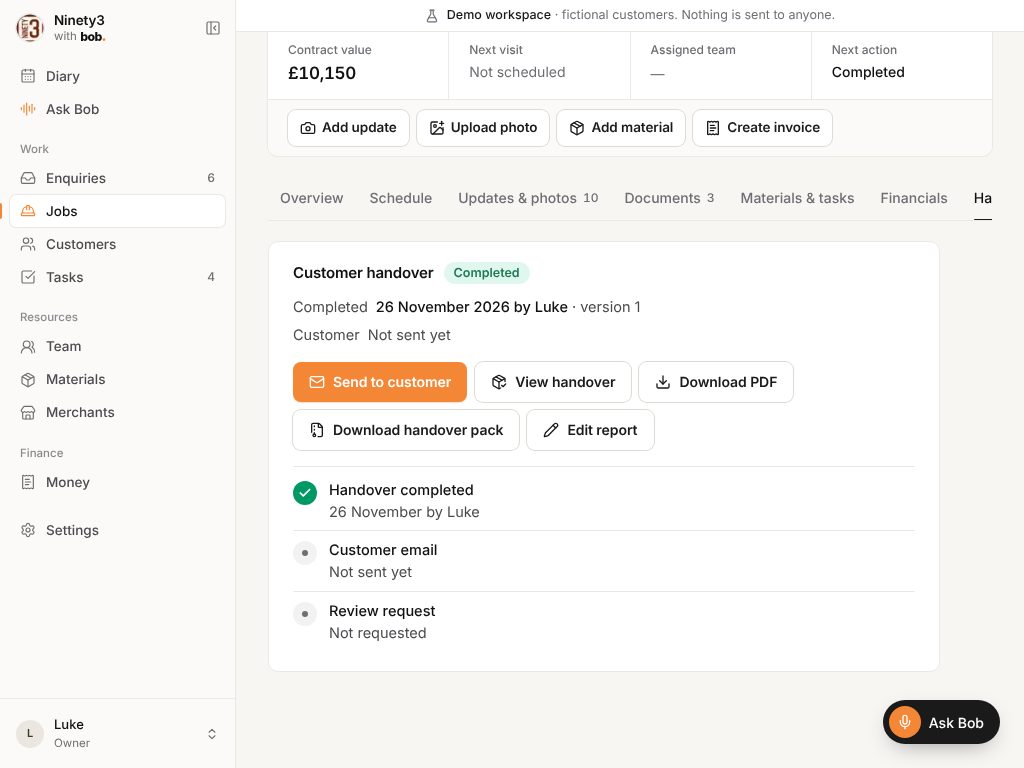 Ninety3
with bob.
Diary
Ask Bob
Work
Enquiries 6
Jobs
Customers
Tasks 4
Resources
Team
Materials
Merchants
Finance
Money
Settings
L
Luke
Owner
Demo workspace · fictional customers. Nothing is sent to anyone.
Contract value
£10,150
Next visit
Not scheduled
Assigned team
—
Next action
Completed
Add update
Upload photo
Add material
Create invoice
Overview Schedule Updates & photos 10 Documents 3 Materials & tasks Financials Ha
Customer handover Completed
Completed 26 November 2026 by Luke · version 1
Customer Not sent yet
Send to customer
View handover
Download PDF
Download handover pack
Edit report
Handover completed
26 November by Luke
Customer email
Not sent yet
Review request
Not requested
Ask Bob